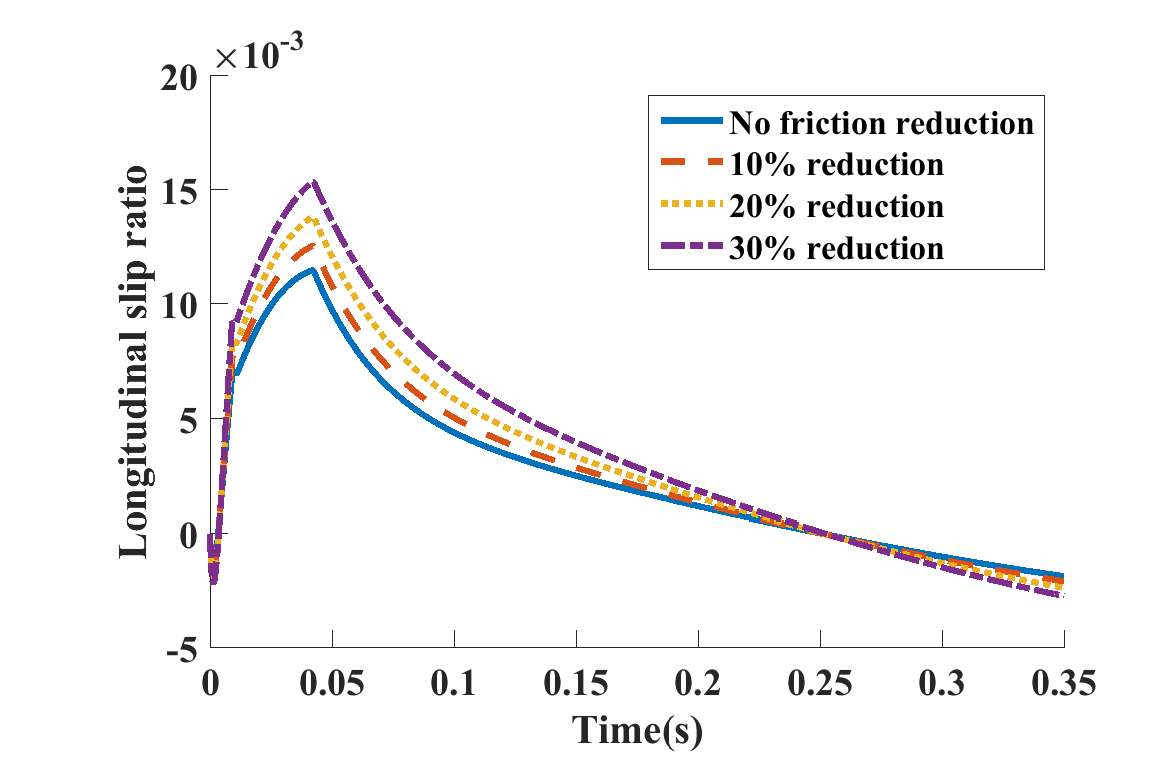 ×10-3
20
15
10
5
0
-5
Longitudinal slip ratio
No friction reduction
10% reduction
20% reduction
30% reduction
0 0.05 0.1 0.15 0.2 0.25 0.3 0.35
Time(s)